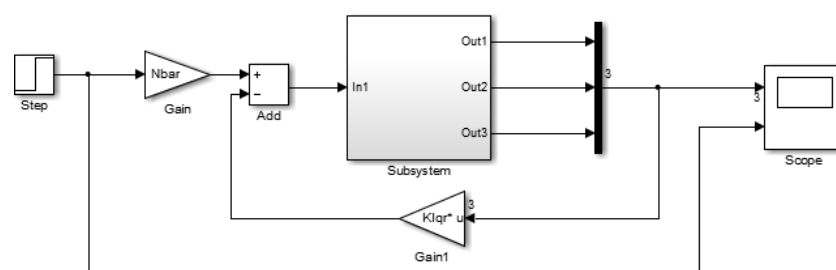 Out1
Nbar
+
3
−
In1
Out2
3
Step
Gain
Add
Out3
Scope
Subsystem
3
Klqr* u
Gain1